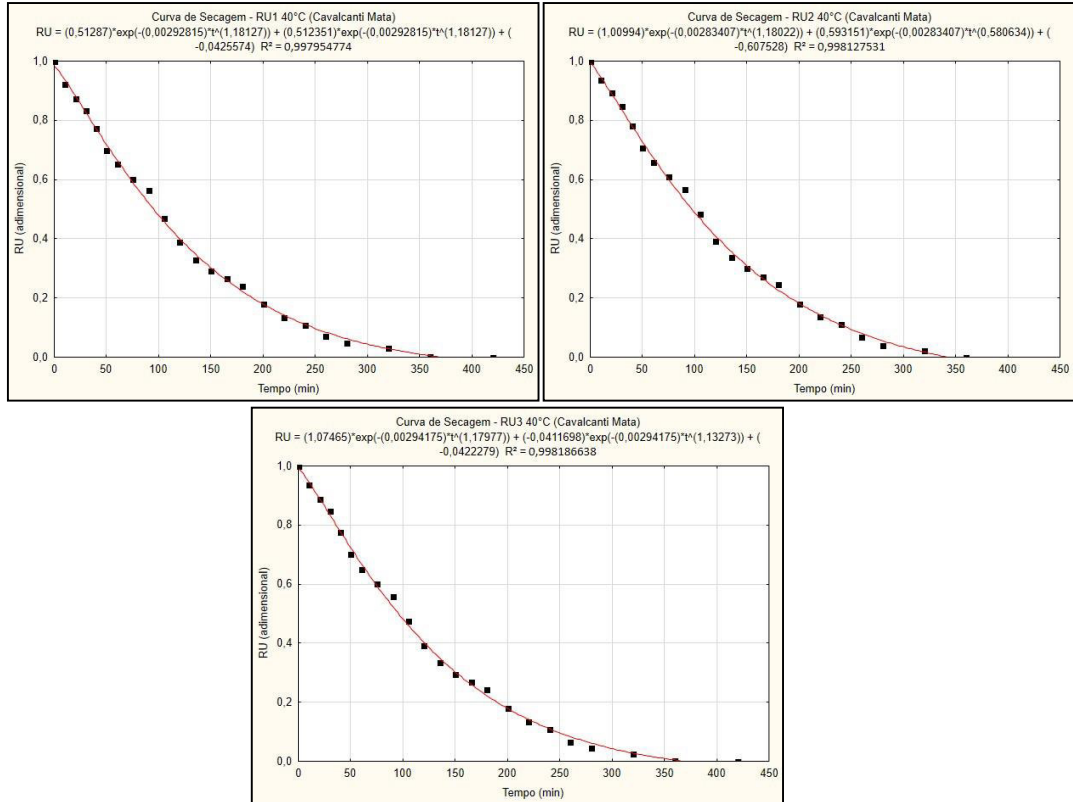 Curva de Secagem - RU1 40°C (Cavalcanti Mata)
RU = (0,51287)*exp(-(0,00292815)*t^(1,18127)) + (0,512351)*exp(-(0,00292815)*t^(1,18127)) + (
-0,0425574) R² = 0,997954774
1,0
0,8
0,6
0,4
0,2
0,0
RU (adimensional)
0 50 100 150 200 250 300 350 400 450
Tempo (min)
Curva de Secagem - RU2 40°C (Cavalcanti Mata)
RU = (1,00994)*exp(-(0,00283407)*t^(1,18022)) + (0,593151)*exp(-(0,00283407)*t^(0,580634)) + (
-0,607528) R² = 0,998127531
1,0
0,8
0,6
0,4
0,2
0,0
RU (adimensional)
0 50 100 150 200 250 300 350 400 450
Tempo (min)
Curva de Secagem - RU3 40°C (Cavalcanti Mata)
RU = (1,07465)*exp(-(0,00294175)*t^(1,17977)) + (-0,0411698)*exp(-(0,00294175)*t^(1,13273)) + (
-0,0422279) R² = 0,998186638
1,0
0,8
0,6
0,4
0,2
0,0
RU (adimensional)
0 50 100 150 200 250 300 350 400 450
Tempo (min)